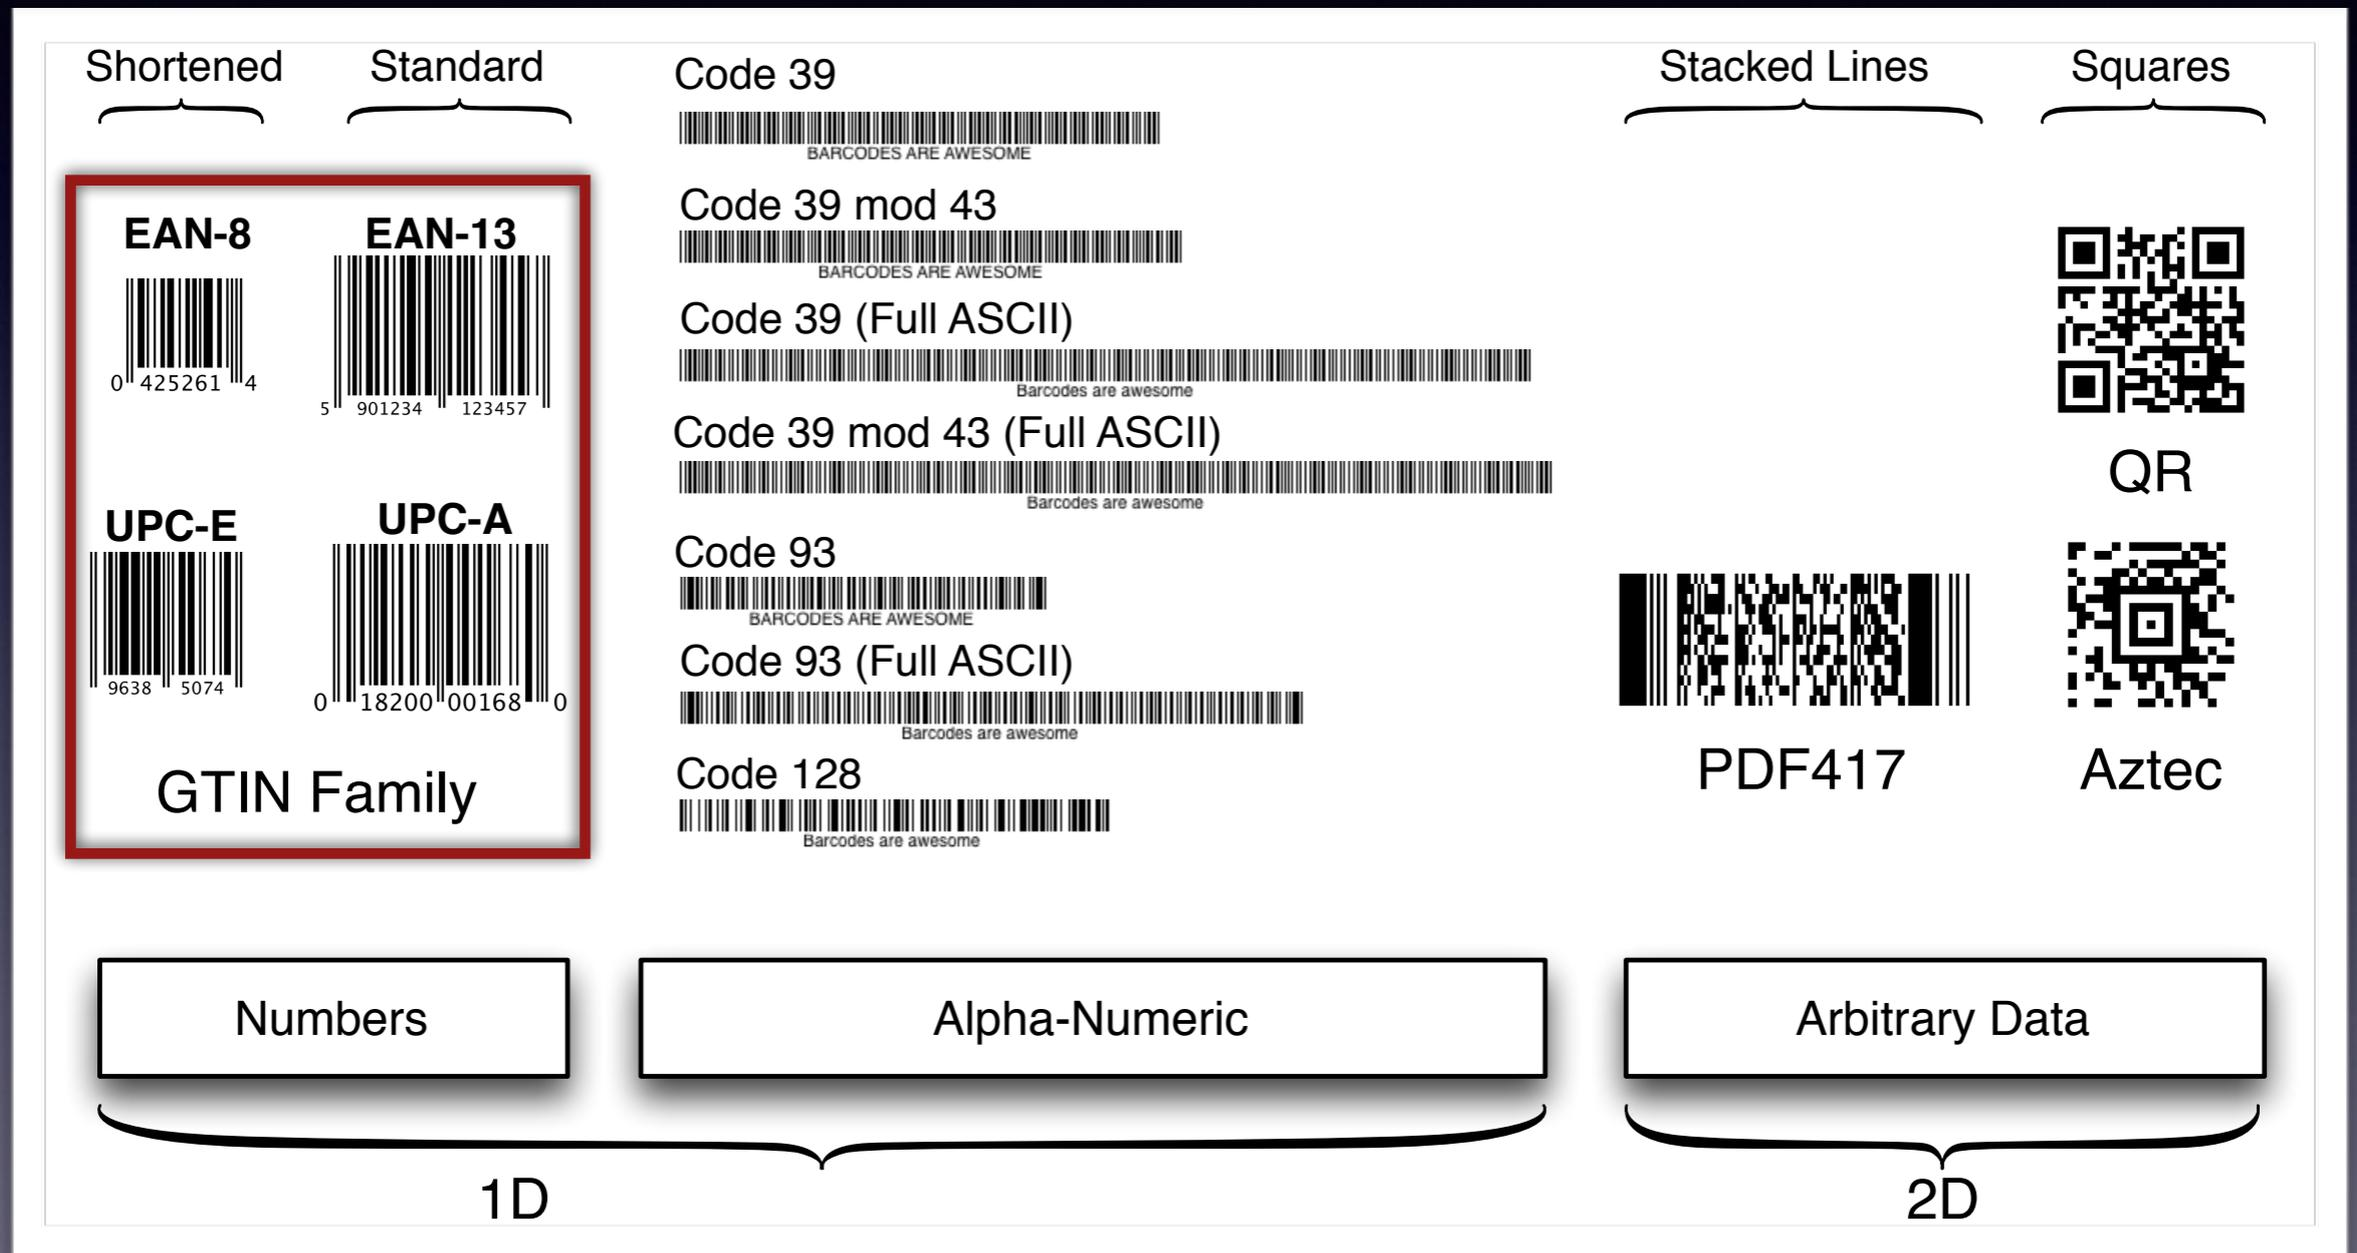 Shortened
Standard
EAN-8
0 425261 4
EAN-13
5 901234 123457
UPC-E
9638 5074
UPC-A
0 18200 00168 0
GTIN Family
Code 39
BARCODES ARE AWESOME
Code 39 mod 43
BARCODES ARE AWESOME
Code 39 (Full ASCII)
Barcodes are awesome
Code 39 mod 43 (Full ASCII)
Barcodes are awesome
Code 93
BARCODES ARE AWESOME
Code 93 (Full ASCII)
Barcodes are awesome
Code 128
Barcodes are awesome
Stacked Lines
Squares
QR
PDF417
Aztec
Numbers
Alpha-Numeric
Arbitrary Data
1D
2D